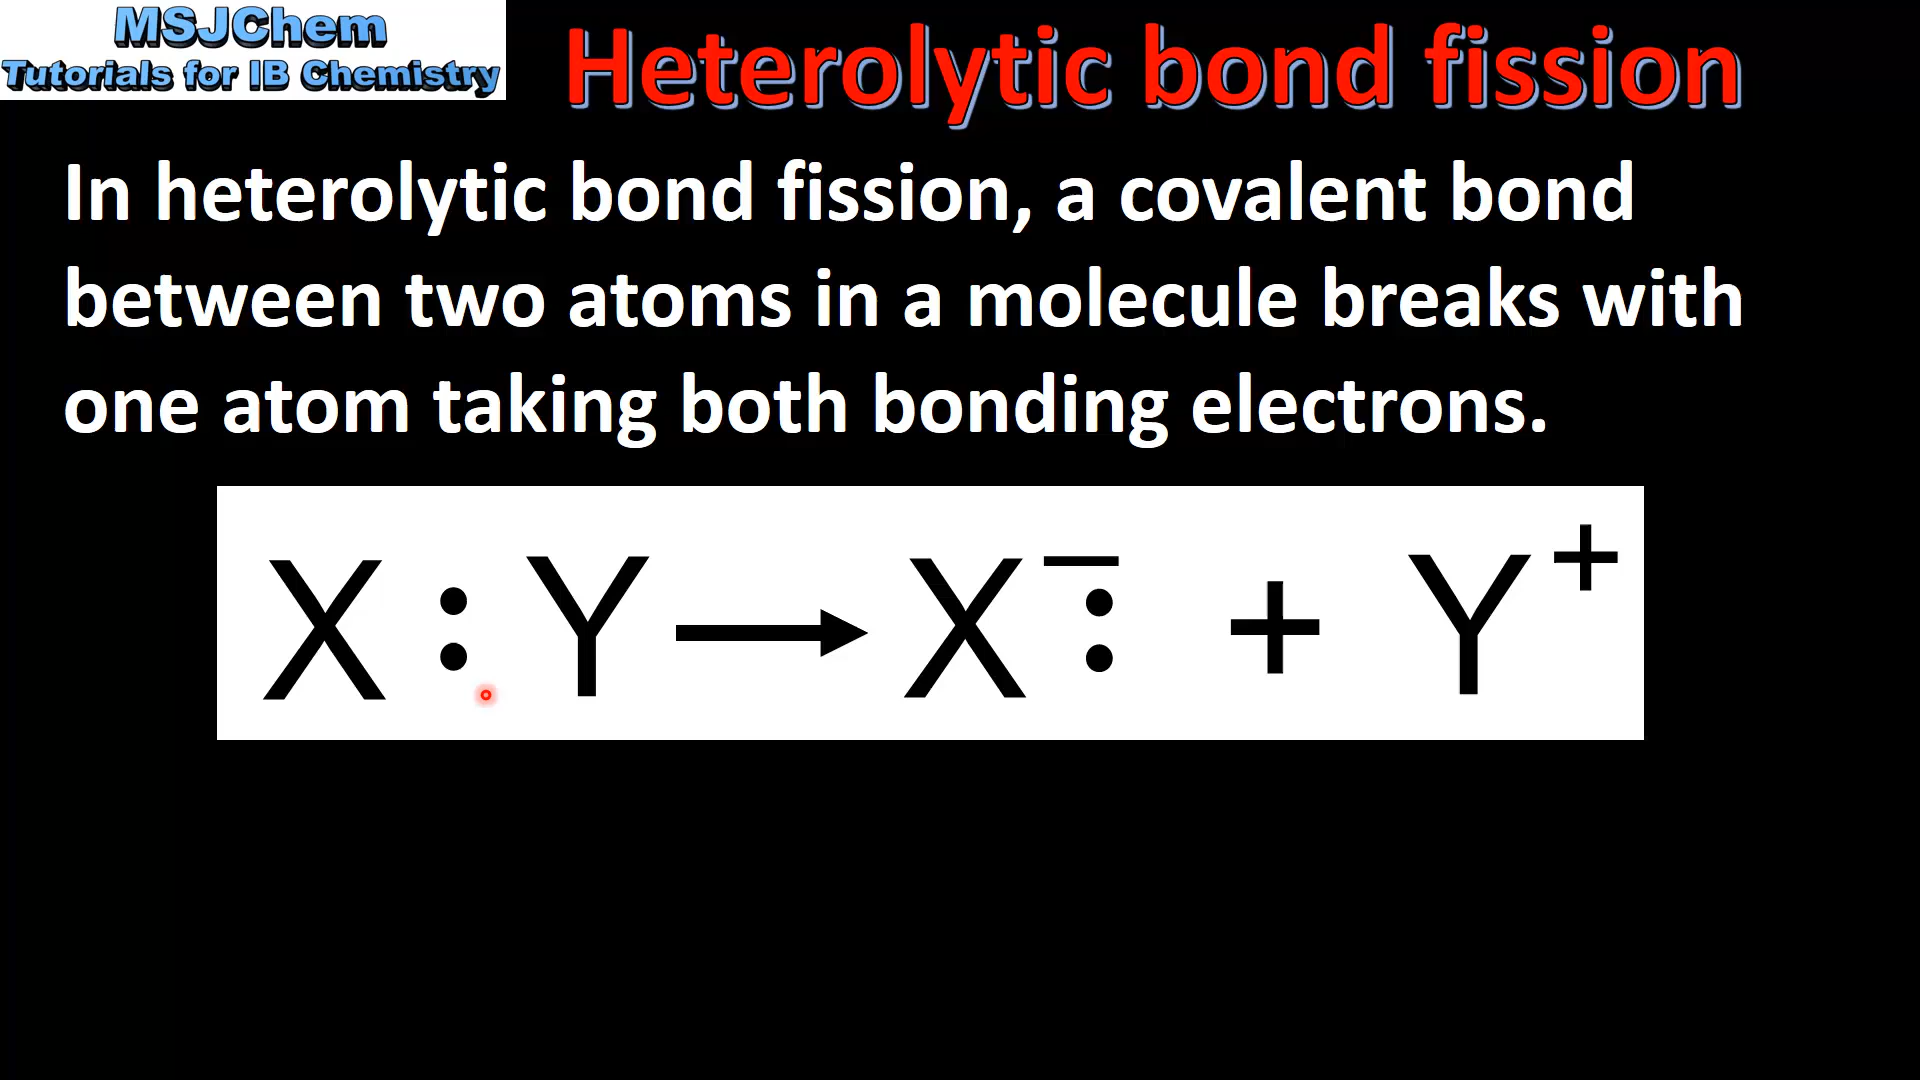 MSJChem
Tutorials for IB Chemistry
Heterolytic bond fission
In heterolytic bond fission, a covalent bond
between two atoms in a molecule breaks with
one atom taking both bonding electrons.
X : Y → X:⁻ + Y⁺